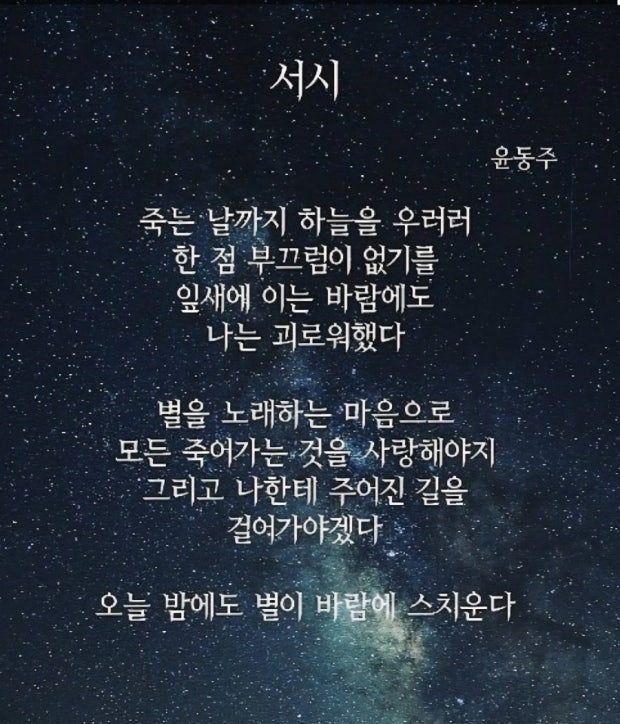 서시
윤동주
죽는 날까지 하늘을 우러러
한 점 부끄럼이 없기를
잎새에 이는 바람에도
나는 괴로워했다
별을 노래하는 마음으로
모든 죽어가는 것을 사랑해야지
그리고 나한테 주어진 길을
걸어가야겠다
오늘 밤에도 별이 바람에 스치운다